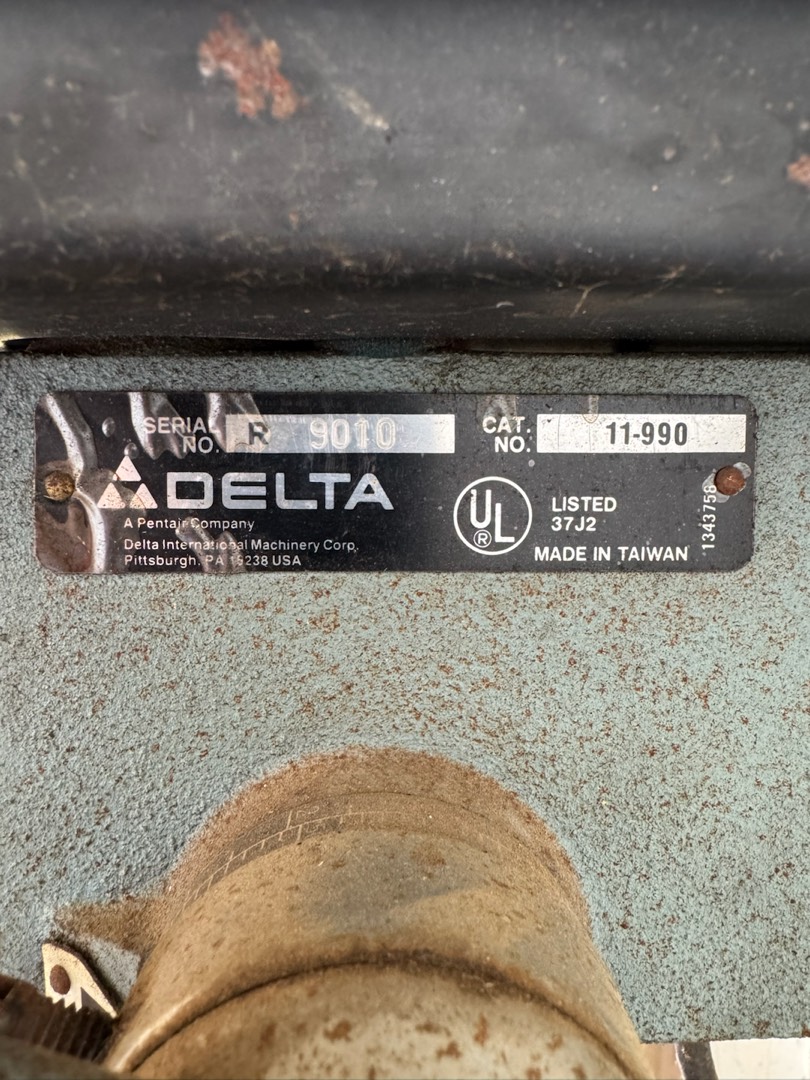 SERIAL NO. R 9010
CAT. NO. 11-990
DELTA
A Pentair Company
Delta International Machinery Corp.
Pittsburgh, PA 15238 USA
UL
®
LISTED
37J2
MADE IN TAIWAN
1343758